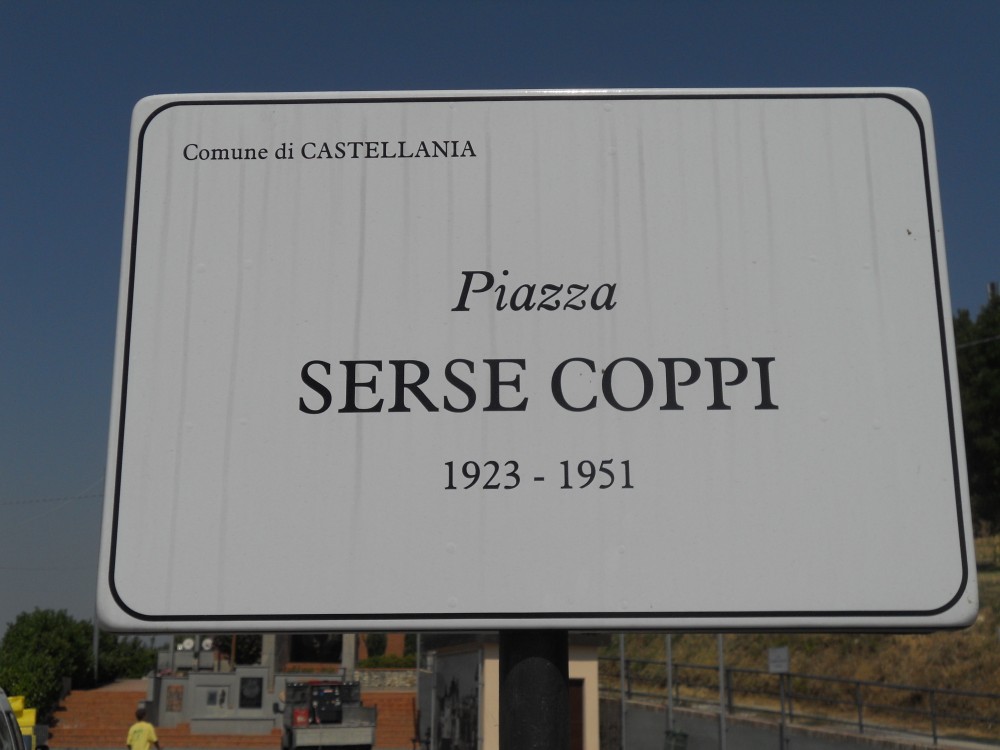 Comune di CASTELLANIA
Piazza
SERSE COPPI
1923 - 1951